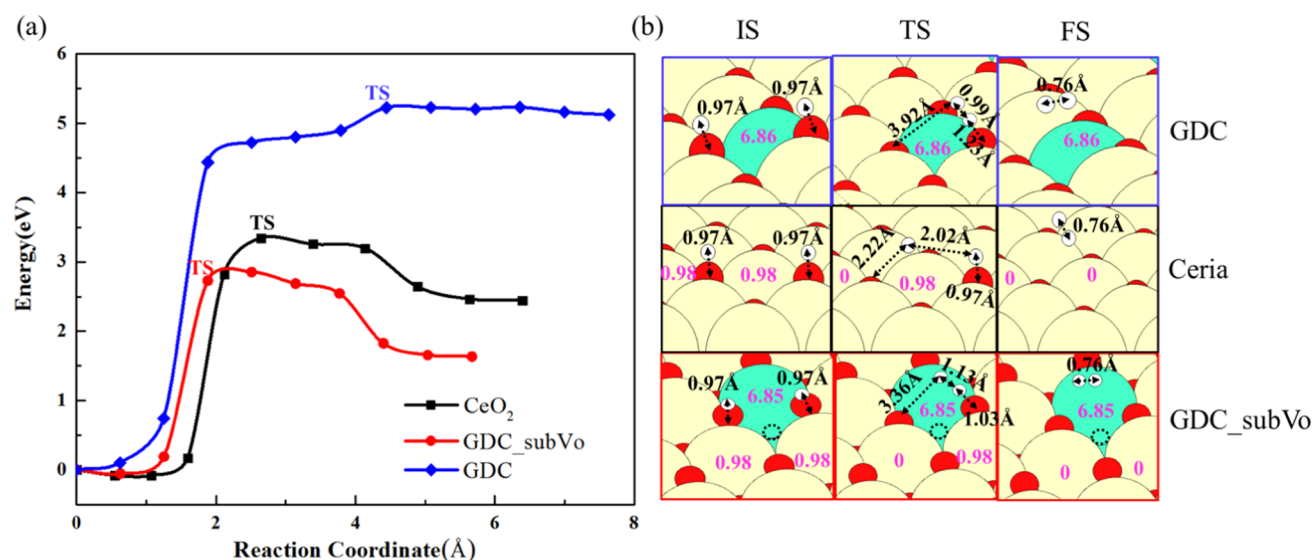 (a)
6
5
4
3
2
1
0
Energy(eV)
TS
TS
TS
CeO2
GDC_subVo
GDC
0
2
4
6
8
Reaction Coordinate(Å)
(b)
IS
TS
FS
0.97Å
0.97Å
6.86
3.92Å
0.99Å
1.23Å
6.86
0.76Å
6.86
GDC
0.97Å
0.97Å
0.98
0.98
2.22Å
2.02Å
0
0.98
0.97Å
0.76Å
0
0
Ceria
0.97Å
0.97Å
6.85
0.98
0.98
3.36Å
1.13Å
6.85
1.03Å
0
0.98
0.76Å
6.85
0
0
GDC_subVo